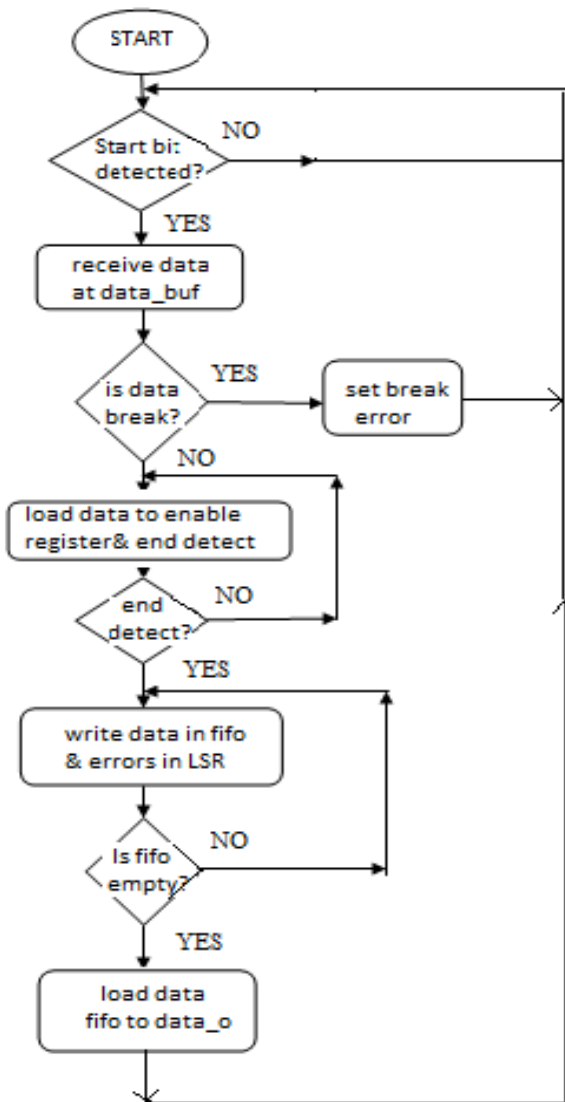 START
NO
Start bit
detected?
YES
receive data
at data_buf
YES
is data
break?
set break
error
NO
load data to enable
register& end detect
NO
end
detect?
YES
write data in fifo
& errors in LSR
NO
Is fifo
empty?
YES
load data
fifo to data_o